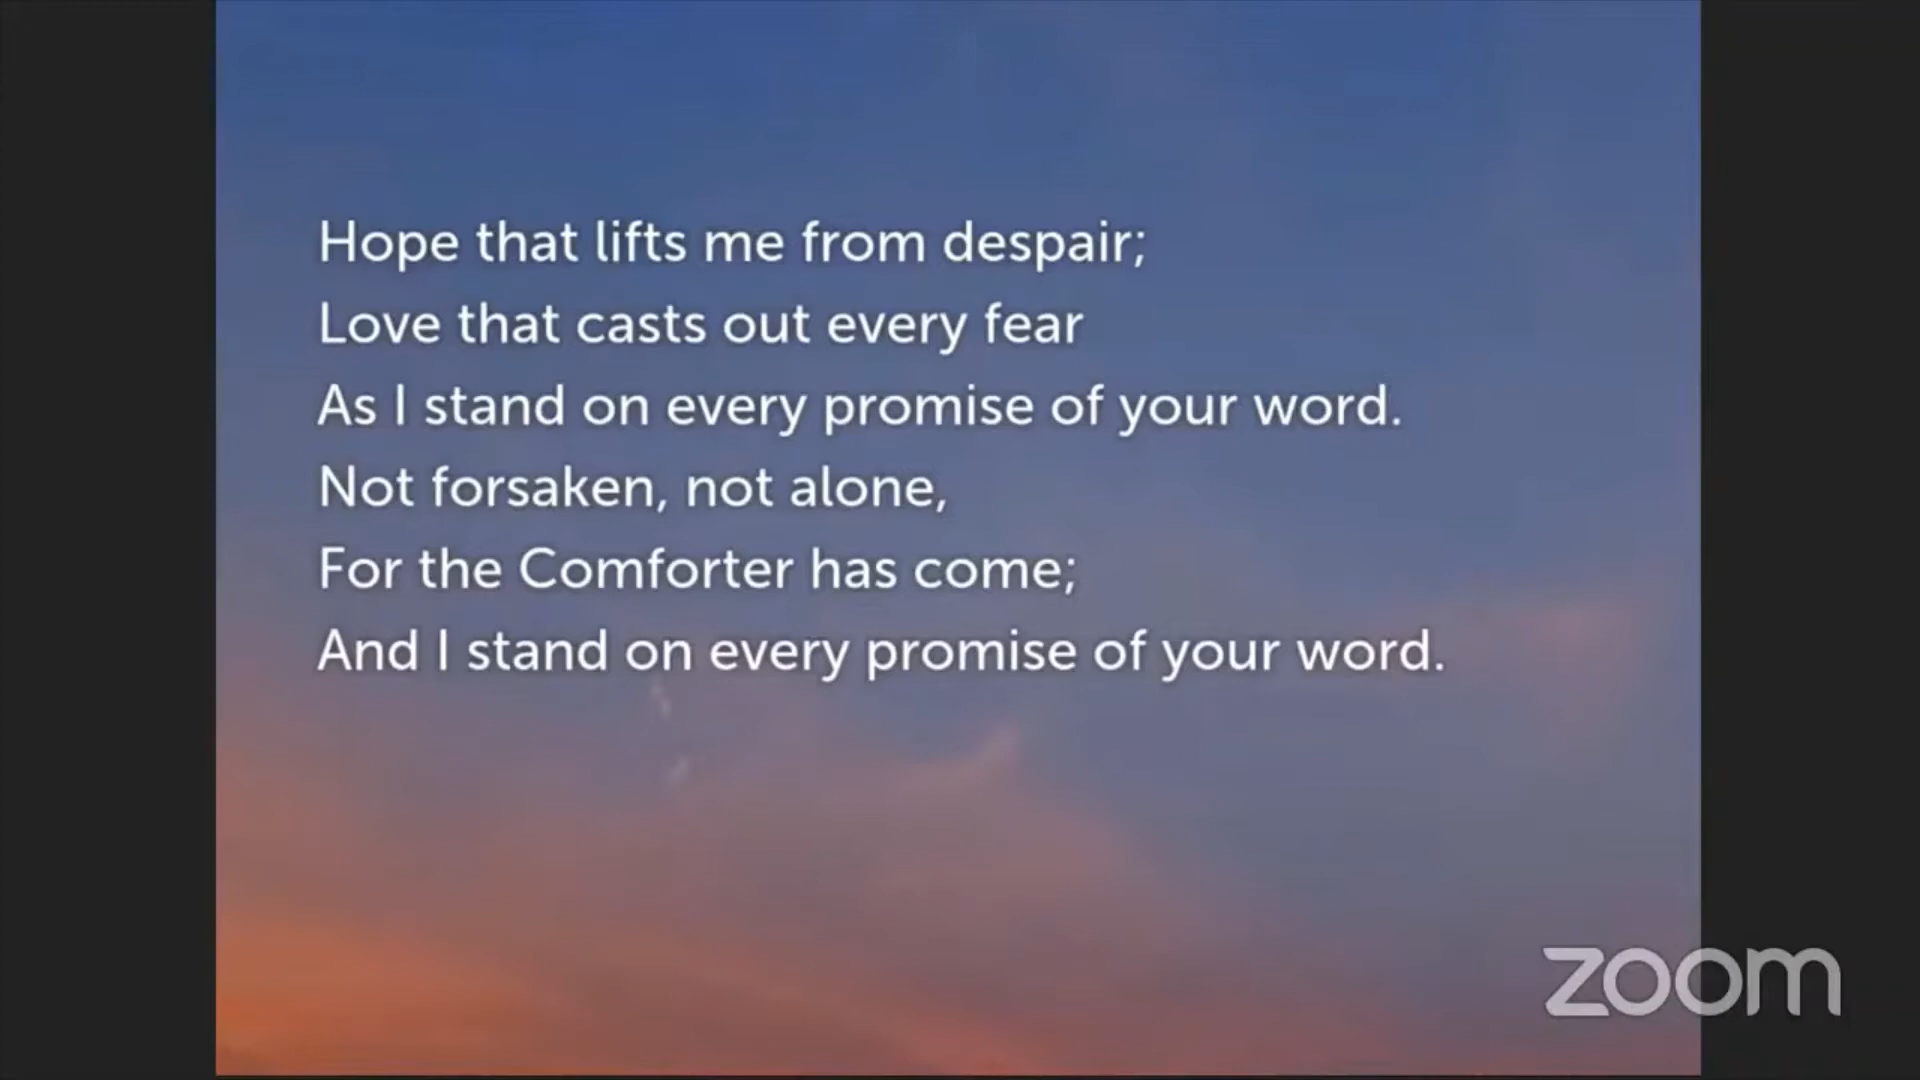 Hope that lifts me from despair;
Love that casts out every fear
As I stand on every promise of your word.
Not forsaken, not alone,
For the Comforter has come;
And I stand on every promise of your word.
zoom